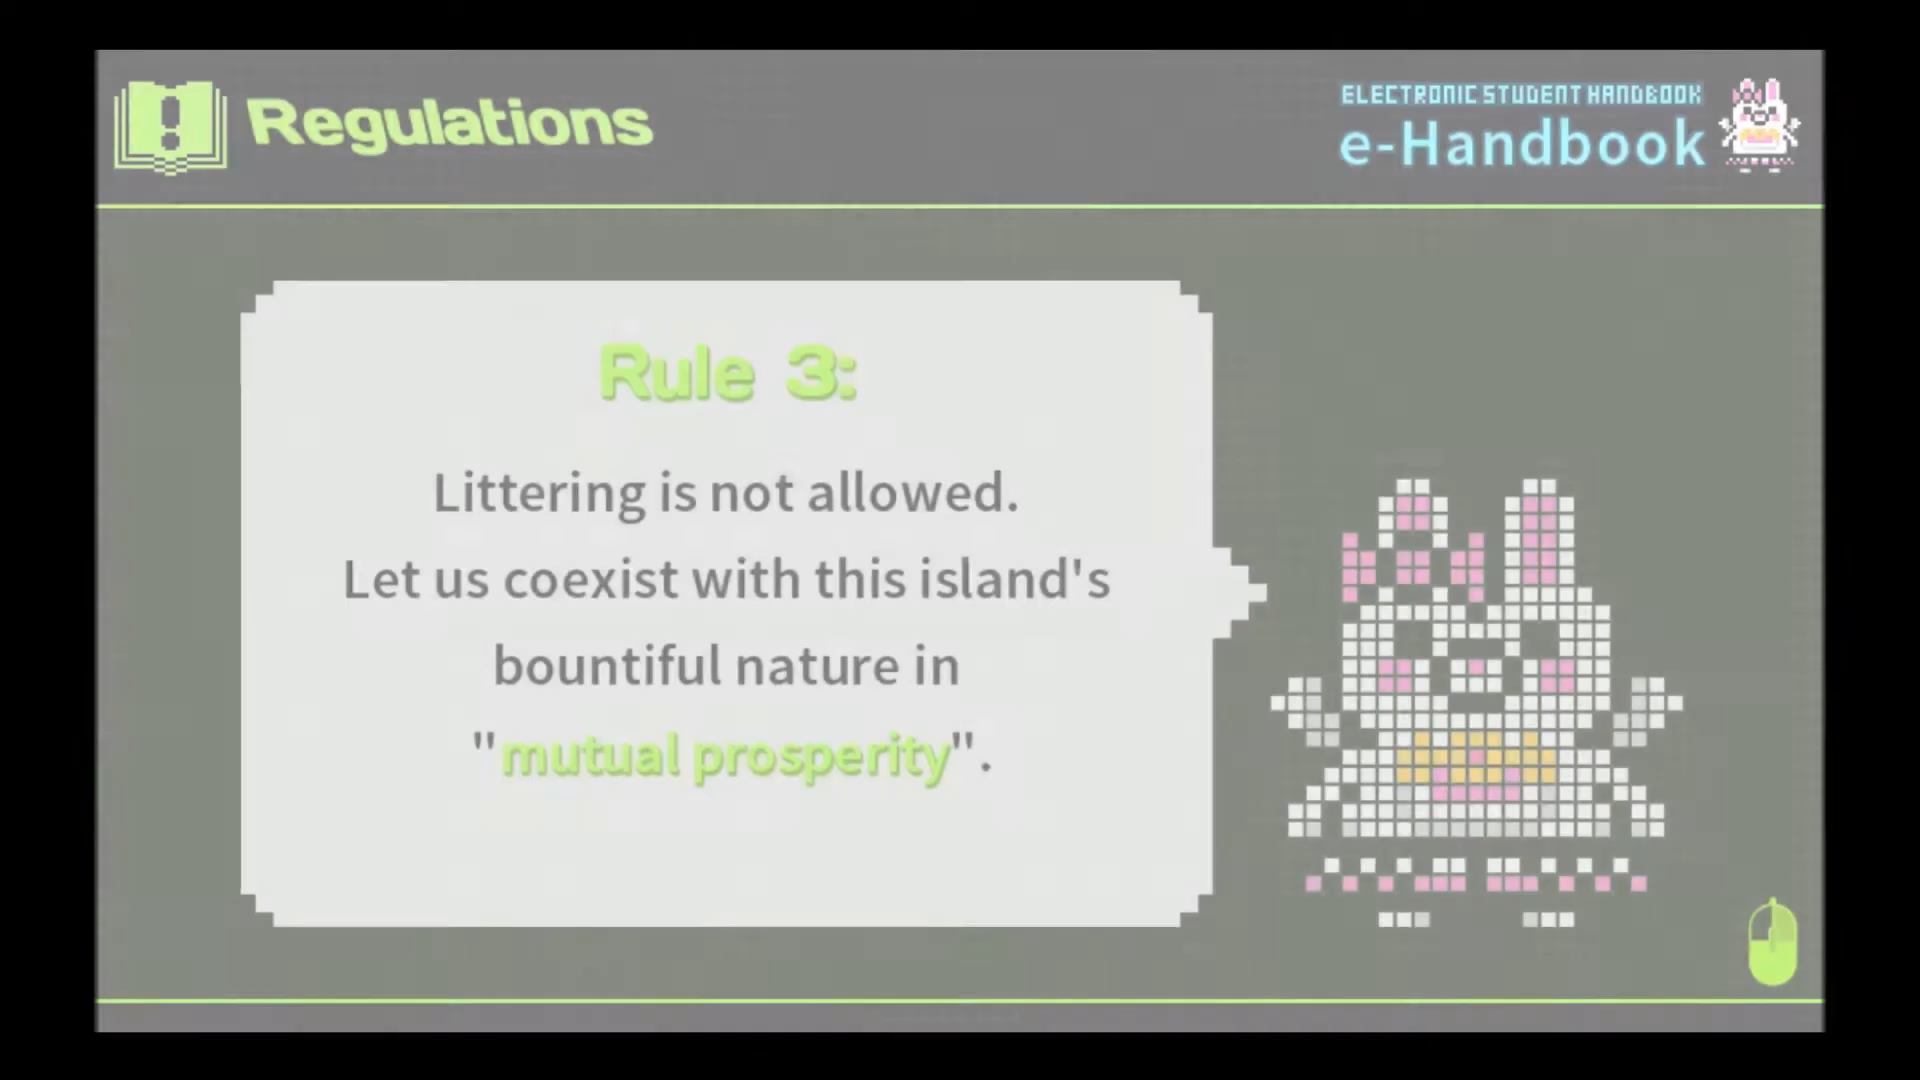 Regulations
ELECTRONIC STUDENT HANDBOOK
e-Handbook
Rule 3:
Littering is not allowed.
Let us coexist with this island's
bountiful nature in
"mutual prosperity".